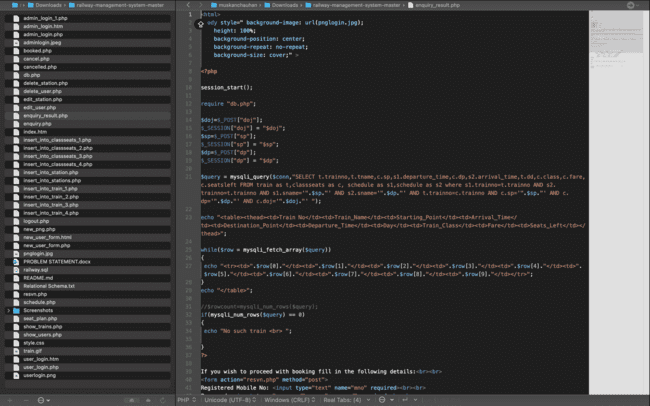 Downloads
railway-management-system-master
muskanchauhan
Downloads
railway-management-system-master
enquiry_result.php
admin_login_1.php
admin_login.htm
admin_login.php
adminlogin.jpeg
booked.php
cancel.php
cancelled.php
db.php
delete_station.php
delete_user.php
edit_station.php
edit_user.php
enquiry_result.php
enquiry.php
index.htm
insert_into_classseats_1.php
insert_into_classseats_2.php
insert_into_classseats_3.php
insert_into_classseats_4.php
insert_into_station.php
insert_into_stations.php
insert_into_train_1.php
insert_into_train_2.php
insert_into_train_3.php
insert_into_train_4.php
logout.php
new_png.php
new_user_form.html
new_user_form.php
pnglogin.jpg
PROBLEM STATEMENT.docs
railway.sql
README.md
Relational Schema.txt
resvn.php
schedule.php
Screenshots
seat_plan.php
show_trains.php
show_users.php
style.css
train.gif
user_login.htm
user_login.php
userlogin.png
<html>
ody style=" background-image: url(pnglogin.jpg);
height: 100%;
background-position: center;
background-repeat: no-repeat;
background-size: cover;" >
<?php
session_start();
require "db.php";
$doj=$_POST["doj"];
$_SESSION["doj"] = "$doj";
$sp=$_POST["sp"];
$_SESSION["sp"] = "$sp";
$dp=$_POST["dp"];
$_SESSION["dp"] = "$dp";
$query = mysqli_query($conn,"SELECT t.trainno,t.tname,c.sp,s1.departure_time,c.dp,s2.arrival_time,t.dd,c.class,c.fare,
c.seatsleft FROM train as t,classseats as c, schedule as s1,schedule as s2 where s1.trainno=t.trainno AND s2.
trainno=t.trainno AND s1.sname='".$sp."' AND s2.sname='".$dp."' AND t.trainno=c.trainno AND c.sp='".$sp."' AND c.
dp='".$dp."' AND c.doj='".$doj."' ");
echo "<table><thead><td>Train No</td><td>Train_Name</td><td>Starting_Point</td><td>Arrival_Time</
td><td>Destination_Point</td><td>Departure_Time</td><td>Day</td><td>Train_Class</td><td>Fare</td><td>Seats_Left</td></
thead>";
while($row = mysqli_fetch_array($query))
{
echo "<tr><td>".$row[0]."</td><td>".$row[1]."</td><td>".$row[2]."</td><td>".$row[3]."</td><td>".$row[4]."</td><td>".
$row[5]."</td><td>".$row[6]."</td><td>".$row[7]."</td><td>".$row[8]."</td><td>".$row[9]."</td></tr>";
}
echo "</table>";
//$rowcount=mysqli_num_rows($query);
if(mysqli_num_rows($query) == 0)
{
echo "No such train <br> ";
}
?>
If you wish to proceed with booking fill in the following details:<br><br>
<form action="resvn.php" method="post">
Registered Mobile No: <input type="text" name="mno" required><br><br>
PHP
Unicode (UTF-8)
Windows (CRLF)
Real Tabs: (4)